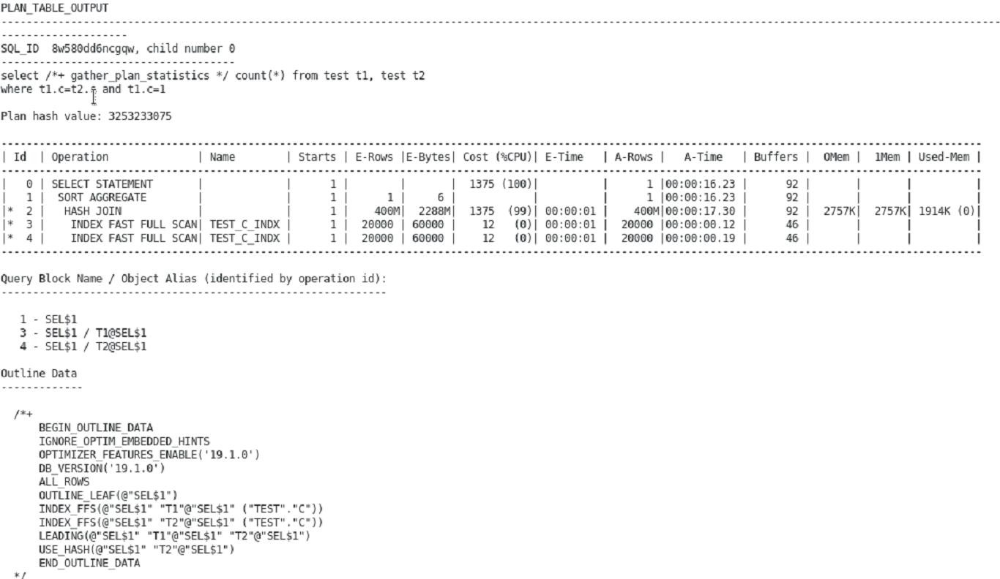 PLAN_TABLE_OUTPUT
--------------------------------------------------------------------------------
--------------------
SQL_ID  8w580dd6ncgqw, child number 0
-------------------------------------
select /*+ gather_plan_statistics */ count(*) from test t1, test t2
where t1.c=t2.c and t1.c=1

Plan hash value: 3253233075

--------------------------------------------------------------------------------
| Id  | Operation              | Name        | Starts | E-Rows |E-Bytes| Cost (%CPU)| E-Time   | A-Rows |   A-Time   | Buffers |  OMem |  1Mem | Used-Mem |
--------------------------------------------------------------------------------
|   0 | SELECT STATEMENT       |             |      1 |        |       |  1375 (100)|          |      1 |00:00:16.23 |      92 |       |       |          |
|   1 |  SORT AGGREGATE        |             |      1 |      1 |     6 |            |          |      1 |00:00:16.23 |      92 |       |       |          |
|*  2 |   HASH JOIN            |             |      1 |    400M|  2288M|  1375  (99)| 00:00:01 |    400M|00:00:17.30 |      92 |  2757K|  2757K| 1914K (0)|
|*  3 |    INDEX FAST FULL SCAN| TEST_C_INDX |      1 |  20000 | 60000 |    12   (0)| 00:00:01 |  20000 |00:00:00.12 |      46 |       |       |          |
|*  4 |    INDEX FAST FULL SCAN| TEST_C_INDX |      1 |  20000 | 60000 |    12   (0)| 00:00:01 |  20000 |00:00:00.19 |      46 |       |       |          |
--------------------------------------------------------------------------------

Query Block Name / Object Alias (identified by operation id):
-------------------------------------------------------------

   1 - SEL$1
   3 - SEL$1 / T1@SEL$1
   4 - SEL$1 / T2@SEL$1

Outline Data
-------------

  /*+
      BEGIN_OUTLINE_DATA
      IGNORE_OPTIM_EMBEDDED_HINTS
      OPTIMIZER_FEATURES_ENABLE('19.1.0')
      DB_VERSION('19.1.0')
      ALL_ROWS
      OUTLINE_LEAF(@"SEL$1")
      INDEX_FFS(@"SEL$1" "T1"@"SEL$1" ("TEST"."C"))
      INDEX_FFS(@"SEL$1" "T2"@"SEL$1" ("TEST"."C"))
      LEADING(@"SEL$1" "T1"@"SEL$1" "T2"@"SEL$1")
      USE_HASH(@"SEL$1" "T2"@"SEL$1")
      END_OUTLINE_DATA
  */